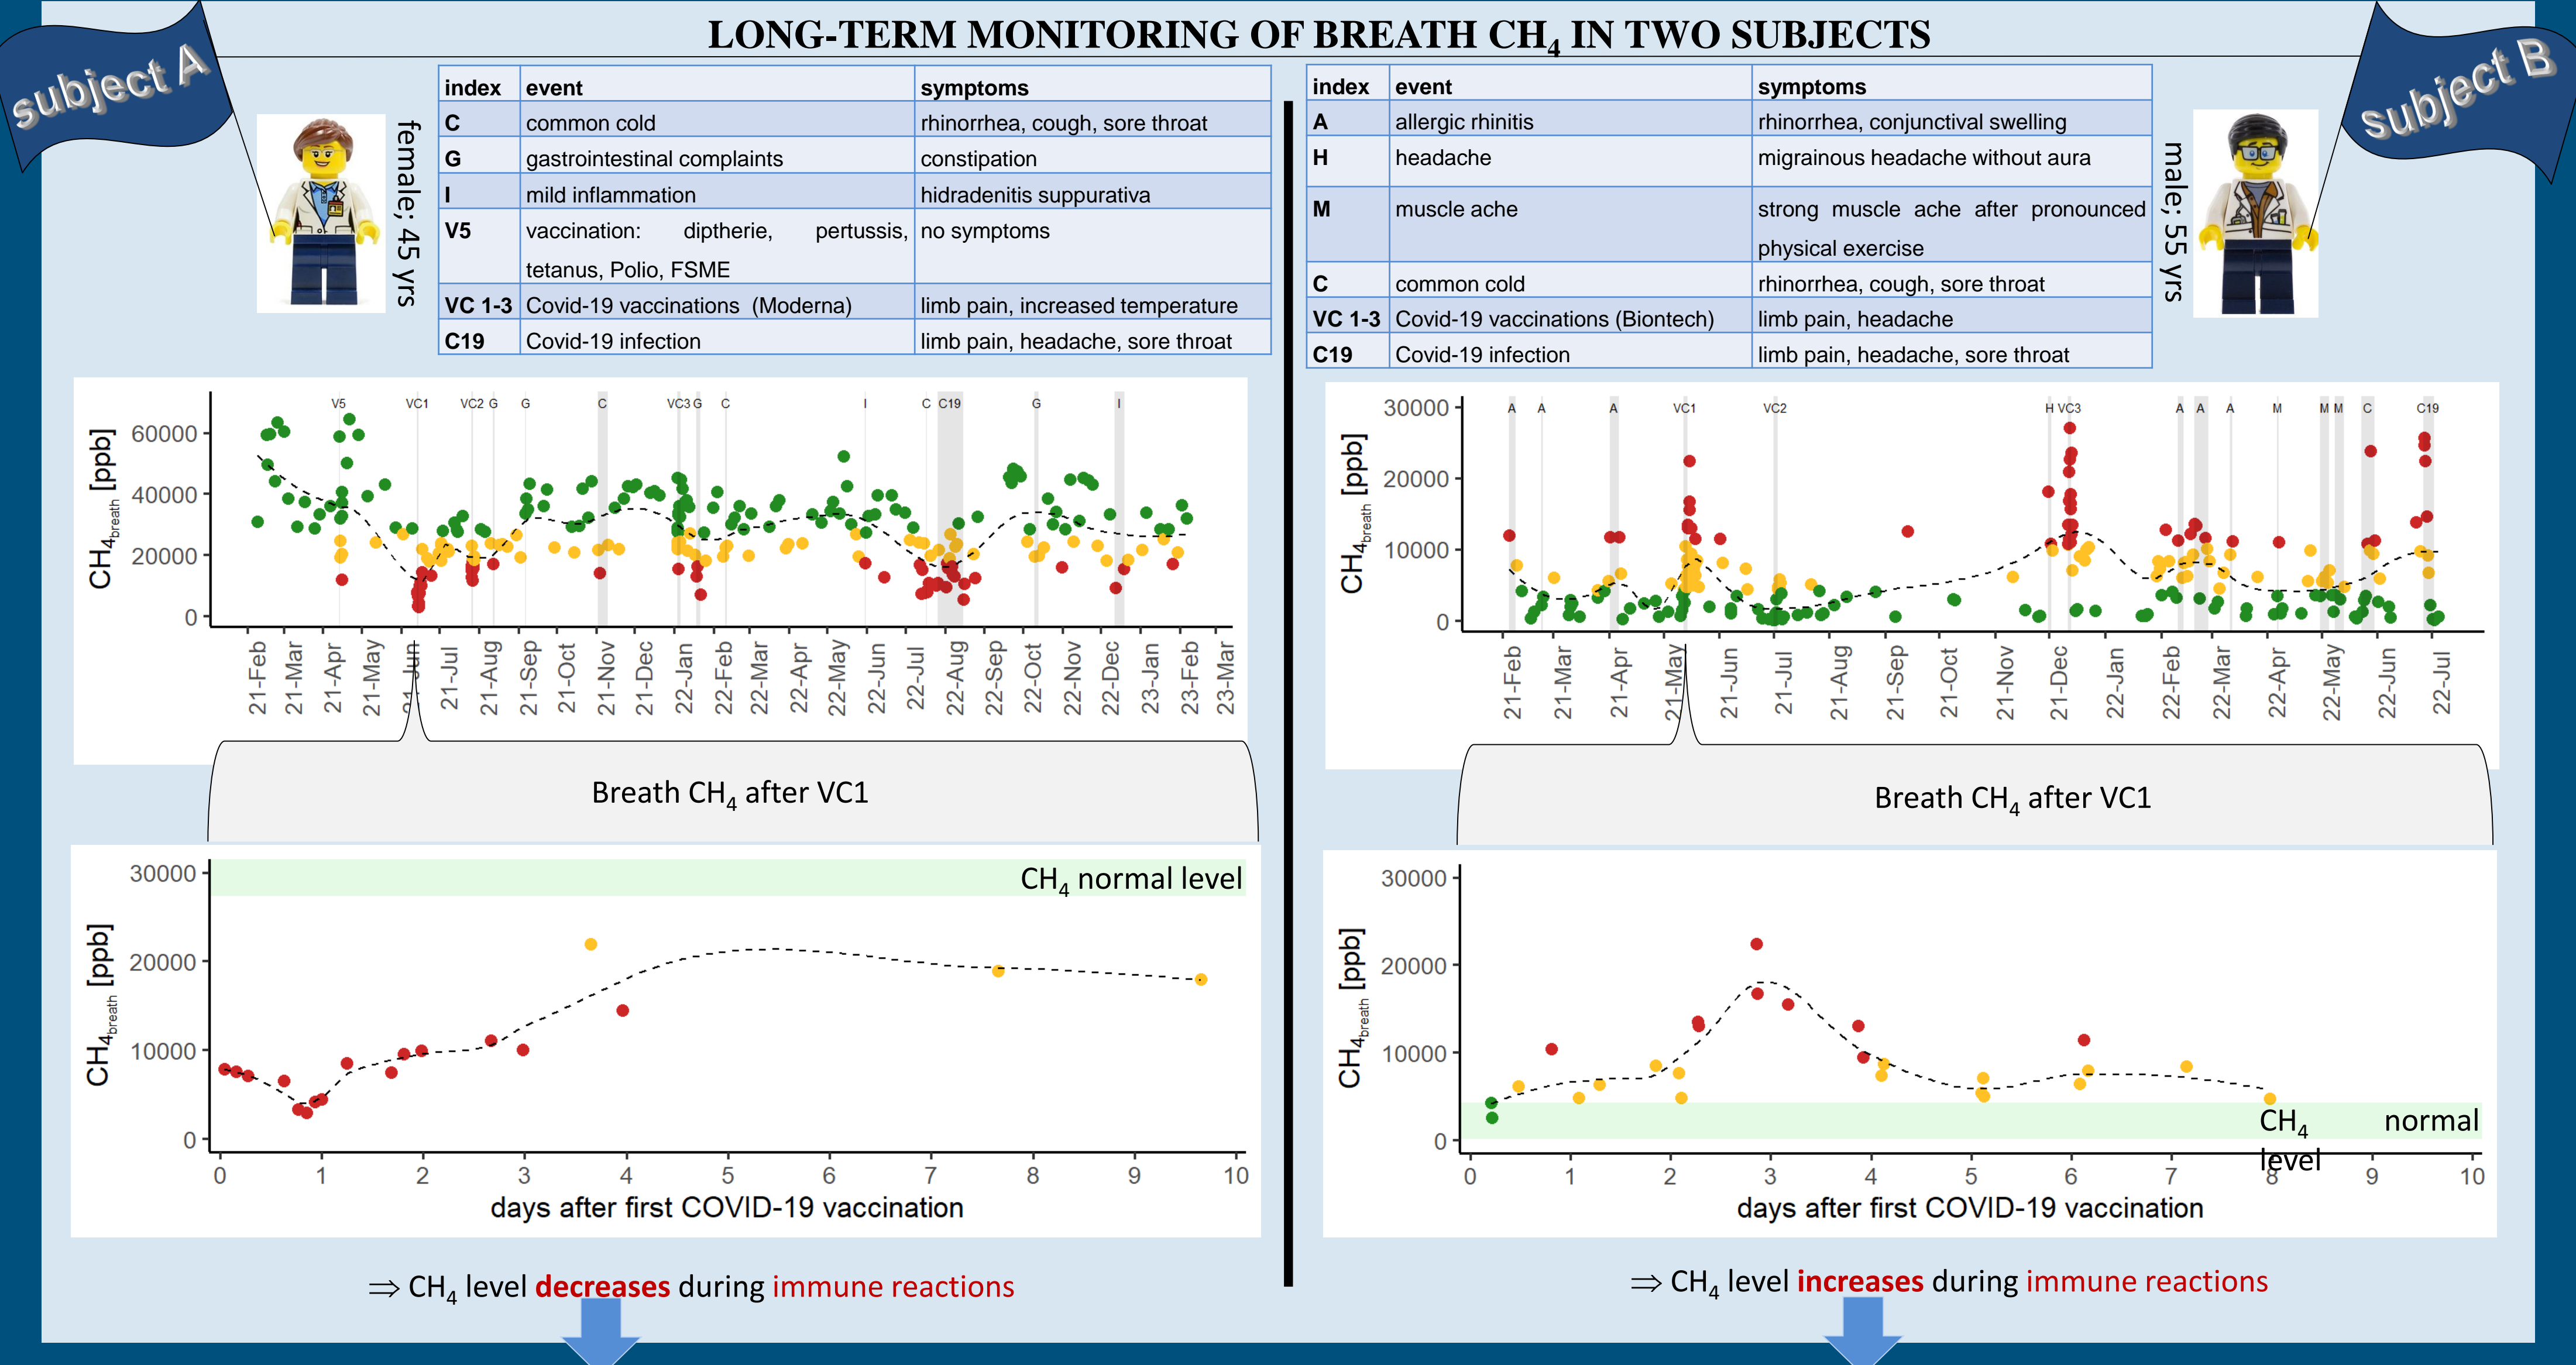 LONG-TERM MONITORING OF BREATH CH4 IN TWO SUBJECTS
subject A
female; 45 yrs
index event symptoms
C common cold rhinorrhea, cough, sore throat
G gastrointestinal complaints constipation
I mild inflammation hidradenitis suppurativa
V5 vaccination: diptherie, pertussis, no symptoms
tetanus, Polio, FSME
VC 1-3 Covid-19 vaccinations (Moderna) limb pain, increased temperature
C19 Covid-19 infection limb pain, headache, sore throat
V5 VC1 VC2 G G C VC3 G C I C C19 G I
CH4breath [ppb]
60000
40000
20000
0
21-Feb 21-Mar 21-Apr 21-May 21-Jun 21-Jul 21-Aug 21-Sep 21-Oct 21-Nov 21-Dec 22-Jan 22-Feb 22-Mar 22-Apr 22-May 22-Jun 22-Jul 22-Aug 22-Sep 22-Oct 22-Nov 22-Dec 23-Jan 23-Feb 23-Mar
Breath CH4 after VC1
CH4 normal level
CH4breath [ppb]
30000
20000
10000
0
0 1 2 3 4 5 6 7 8 9 10
days after first COVID-19 vaccination
⇒ CH4 level decreases during immune reactions
subject B
male; 55 yrs
index event symptoms
A allergic rhinitis rhinorrhea, conjunctival swelling
H headache migrainous headache without aura
M muscle ache strong muscle ache after pronounced
physical exercise
C common cold rhinorrhea, cough, sore throat
VC 1-3 Covid-19 vaccinations (Biontech) limb pain, headache
C19 Covid-19 infection limb pain, headache, sore throat
A A A VC1 VC2 H VC3 A A A M M M C C19
CH4breath [ppb]
30000
20000
10000
0
21-Feb 21-Mar 21-Apr 21-May 21-Jun 21-Jul 21-Aug 21-Sep 21-Oct 21-Nov 21-Dec 22-Jan 22-Feb 22-Mar 22-Apr 22-May 22-Jun 22-Jul
Breath CH4 after VC1
CH4breath [ppb]
30000
20000
10000
0
CH4 normal
level
0 1 2 3 4 5 6 7 8 9 10
days after first COVID-19 vaccination
⇒ CH4 level increases during immune reactions